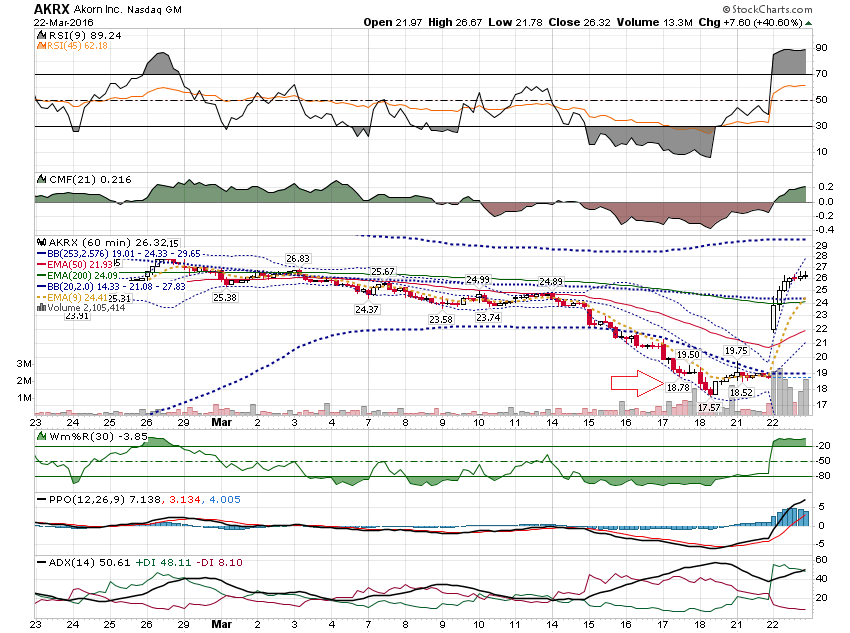 AKRX Akorn Inc. Nasdaq GM
© StockCharts.com
22-Mar-2016
Open 21.97 High 26.67 Low 21.78 Close 26.32 Volume 13.3M Chg +7.60 (+40.60%)
RSI(9) 89.24
RSI(45) 62.18
90
70
50
30
10
CMF(21) 0.216
0.2
0.0
-0.2
-0.4
AKRX (60 min) 26.32
BB(253,2.576) 19.01 - 24.33 - 29.65
EMA(50) 21.93
EMA(200) 24.09
BB(20,2.0) 14.33 - 21.08 - 27.83
EMA(9) 24.41
Volume 2,105,414
25.31
23.91
25.38
26.83
24.37
25.67
23.58
24.99
23.74
24.89
18.78
19.50
17.57
19.75
18.52
29
28
27
26
25
24
23
22
21
20
19
18
17
3M
2M
1M
23 24 25 26 29 Mar 2 3 4 7 8 9 10 11 14 15 16 17 18 21 22
Wm%R(30) -3.85
-20
-50
-80
PPO(12,26,9) 7.138, 3.134, 4.005
5
0
-5
ADX(14) 50.61 +DI 48.11 -DI 8.10
60
40
20
23 24 25 26 29 Mar 2 3 4 7 8 9 10 11 14 15 16 17 18 21 22